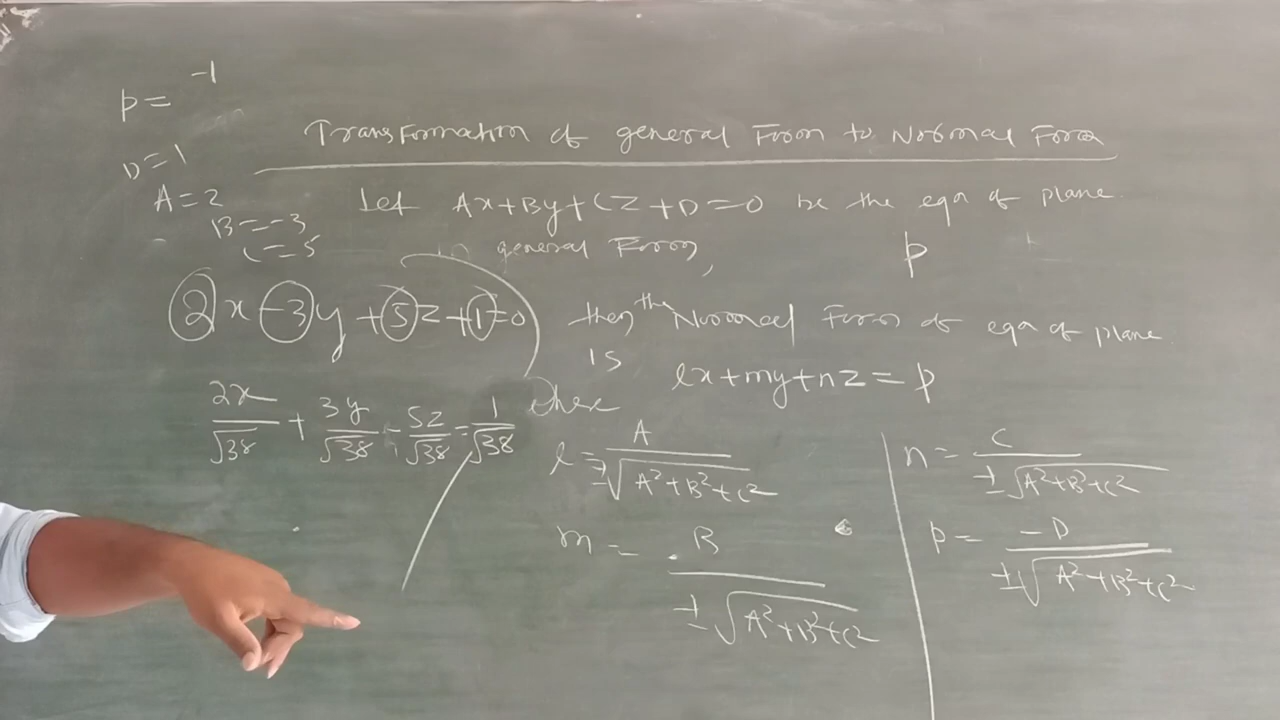 p = -1
Transformation of general Form to Normal Form
D = 1
A = 2
B = -3
C = 5
Let Ax+By+Cz+D=0 be the eqn of plane
in general Form,
p
2x-3y+5z+1=0
then the Normal Form of eqn of plane
is
lx+my+nz=p
where
2x/√38 + 3y/√38 - 5z/√38 = 1/√38
l = A/±√A²+B²+C²
m = B/±√A²+B²+C²
n = C/±√A²+B²+C²
p = -D/±√A²+B²+C²